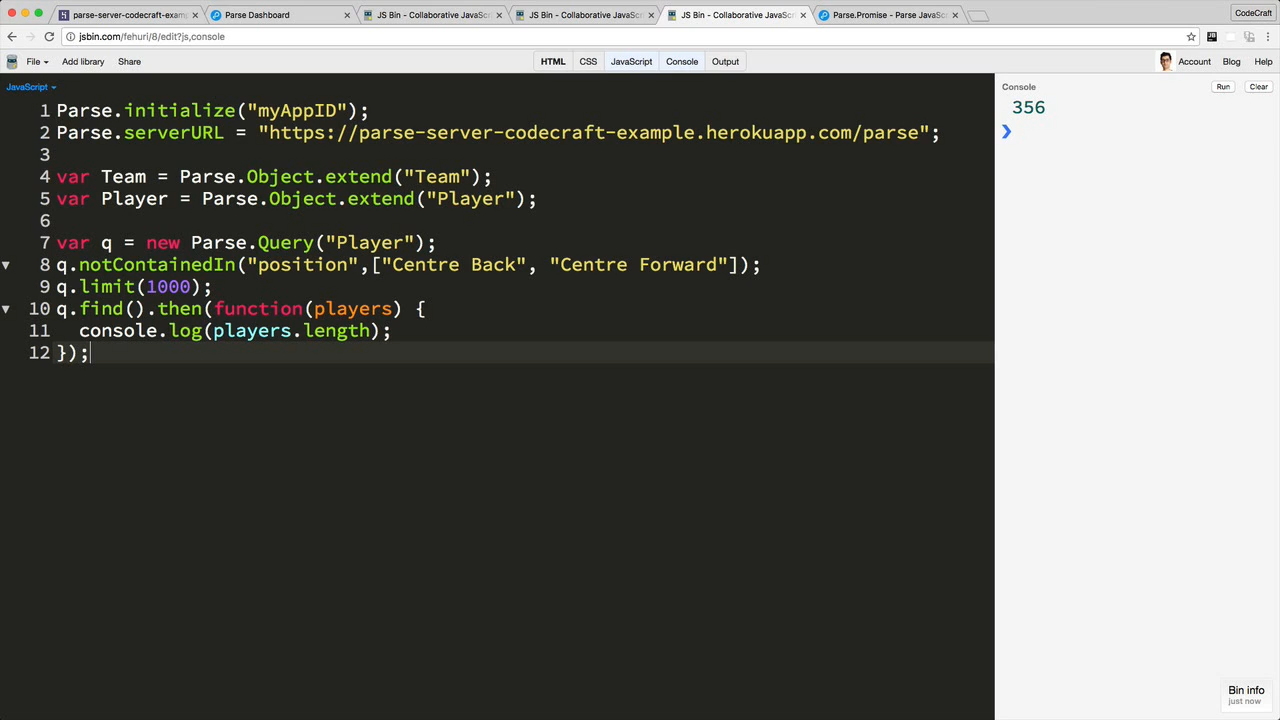 parse-server-codecraft-exam
Parse Dashboard
JS Bin - Collaborative JavaSc
JS Bin - Collaborative JavaSc
JS Bin - Collaborative JavaSc
Parse.Promise - Parse JavaSc
CodeCraft
jsbin.com/fehuri/8/edit?js,console
File
Add library
Share
HTML
CSS
JavaScript
Console
Output
Account
Blog
Help
JavaScript
1 Parse.initialize("myAppID");
2 Parse.serverURL = "https://parse-server-codecraft-example.herokuapp.com/parse";
3
4 var Team = Parse.Object.extend("Team");
5 var Player = Parse.Object.extend("Player");
6
7 var q = new Parse.Query("Player");
8 q.notContainedIn("position",["Centre Back", "Centre Forward"]);
9 q.limit(1000);
10 q.find().then(function(players) {
11 console.log(players.length);
12 });
Console
Run
Clear
356
Bin info
just now